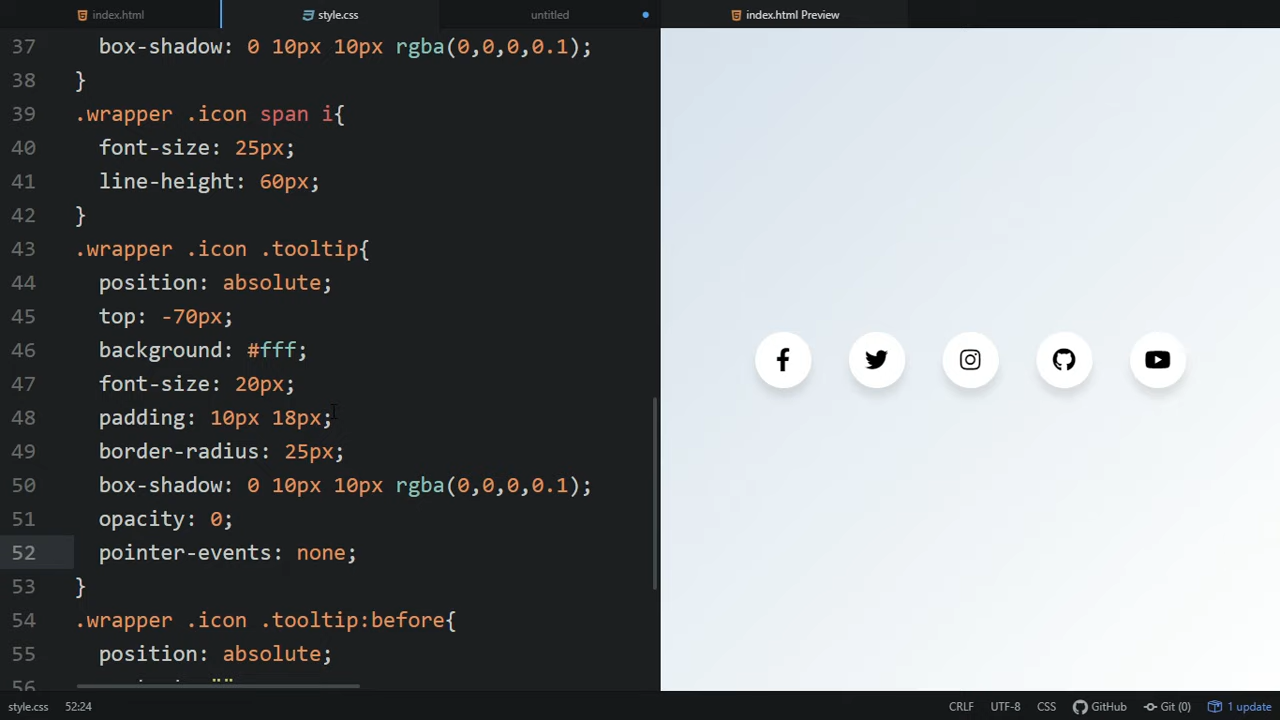 index.html
style.css
untitled
index.html Preview
37 box-shadow: 0 10px 10px rgba(0,0,0,0.1);
38 }
39 .wrapper .icon span i{
40 font-size: 25px;
41 line-height: 60px;
42 }
43 .wrapper .icon .tooltip{
44 position: absolute;
45 top: -70px;
46 background: #fff;
47 font-size: 20px;
48 padding: 10px 18px;
49 border-radius: 25px;
50 box-shadow: 0 10px 10px rgba(0,0,0,0.1);
51 opacity: 0;
52 pointer-events: none;
53 }
54 .wrapper .icon .tooltip:before{
55 position: absolute;
56
style.css 52:24 CRLF UTF-8 CSS GitHub Git (0) 1 update